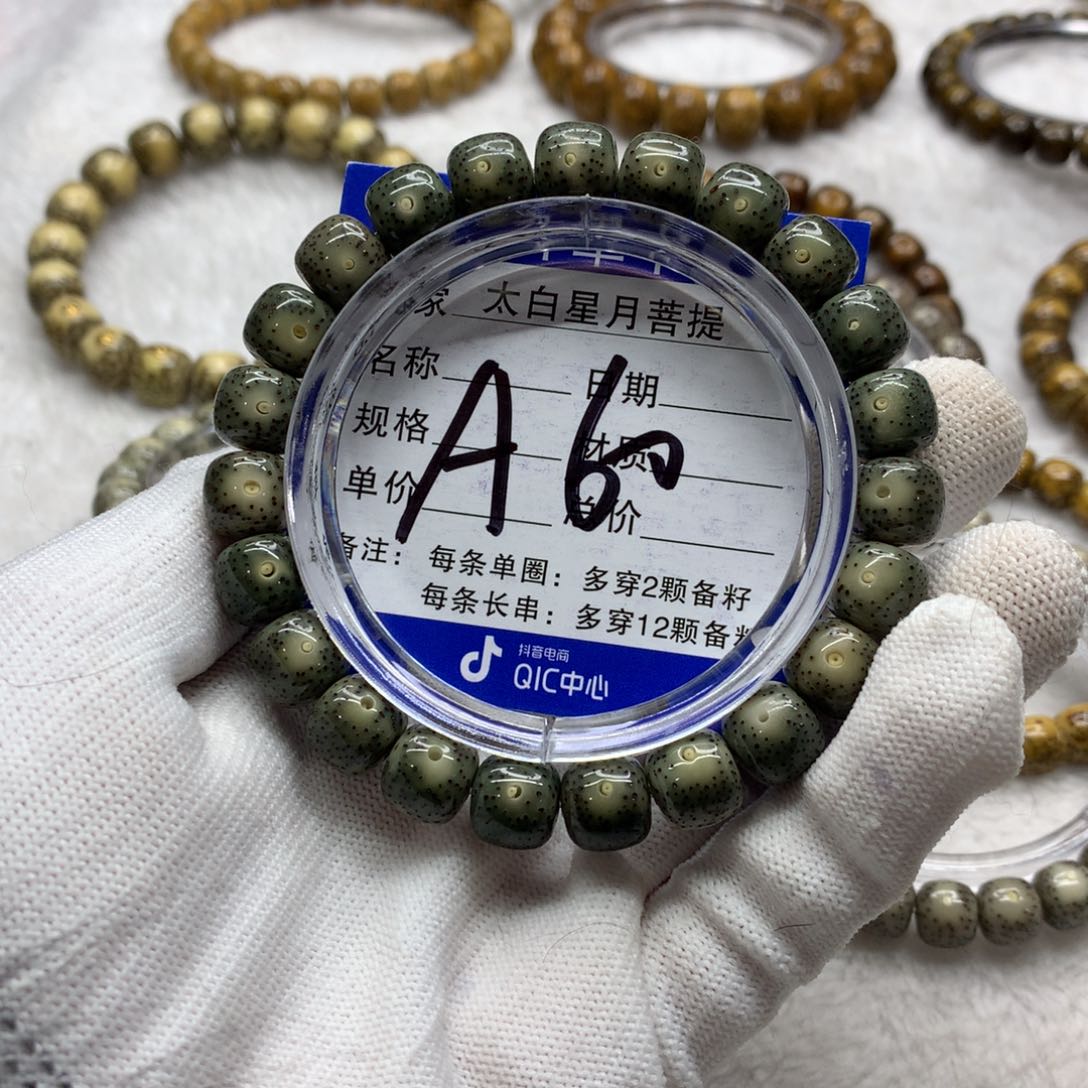 家 太白星月菩提
名称 日期
规格 材质
单价 总价
A6
备注： 每条单圈：多穿2颗备籽
每条长串：多穿12颗备籽
抖音电商
QIC中心